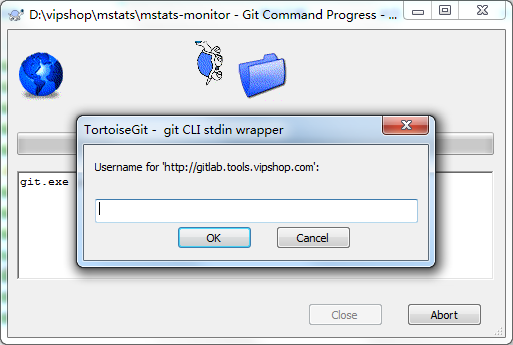 D:\vipshop\mstats\mstats-monitor - Git Command Progress - ...
TortoiseGit - git CLI stdin wrapper
Username for 'http://gitlab.tools.vipshop.com':
git.exe
OK
Cancel
Close
Abort